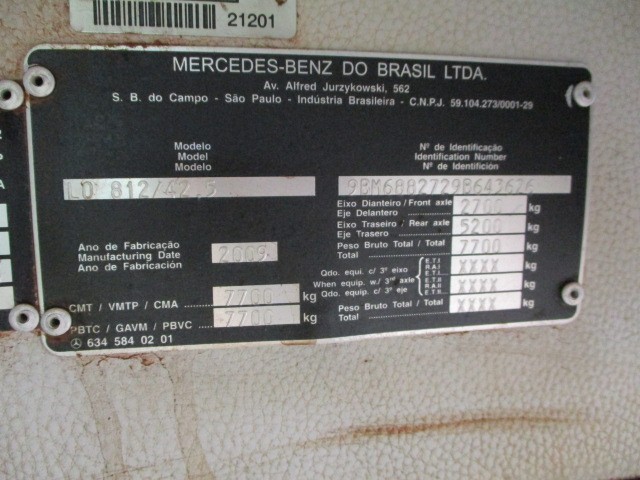 21201
MERCEDES-BENZ DO BRASIL LTDA.
Av. Alfred Jurzykowski, 562
S. B. do Campo - São Paulo - Indústria Brasileira - C.N.P.J. 59.104.273/0001-29
Modelo
Model
Modelo
LO 812/42,5
Nº de Identificação
Identification Number
Nº de Identificación
9BM6882729B643626
Eixo Dianteiro / Front axle
Eje Delantero
2700 kg
Eixo Traseiro / Rear axle
Eje Trasero
5200 kg
Peso Bruto Total / Total
Total
7700 kg
Ano de Fabricação
Manufacturing Date
Ano de Fabricación
2009
Qdo. equi. c/ 3º eixo
When equip. w/ 3rd axle
Qdo. equip. c/ 3º eje
E.T.I.
R.A.I.
E.T.I.
XXXX kg
E.T.II
R.A.II
E.T.II
XXXX kg
Peso Bruto Total / Total
Total
XXXX kg
CMT / VMTP / CMA 7700 kg
PBTC / GAVM / PBVC 7700 kg
634 584 02 01